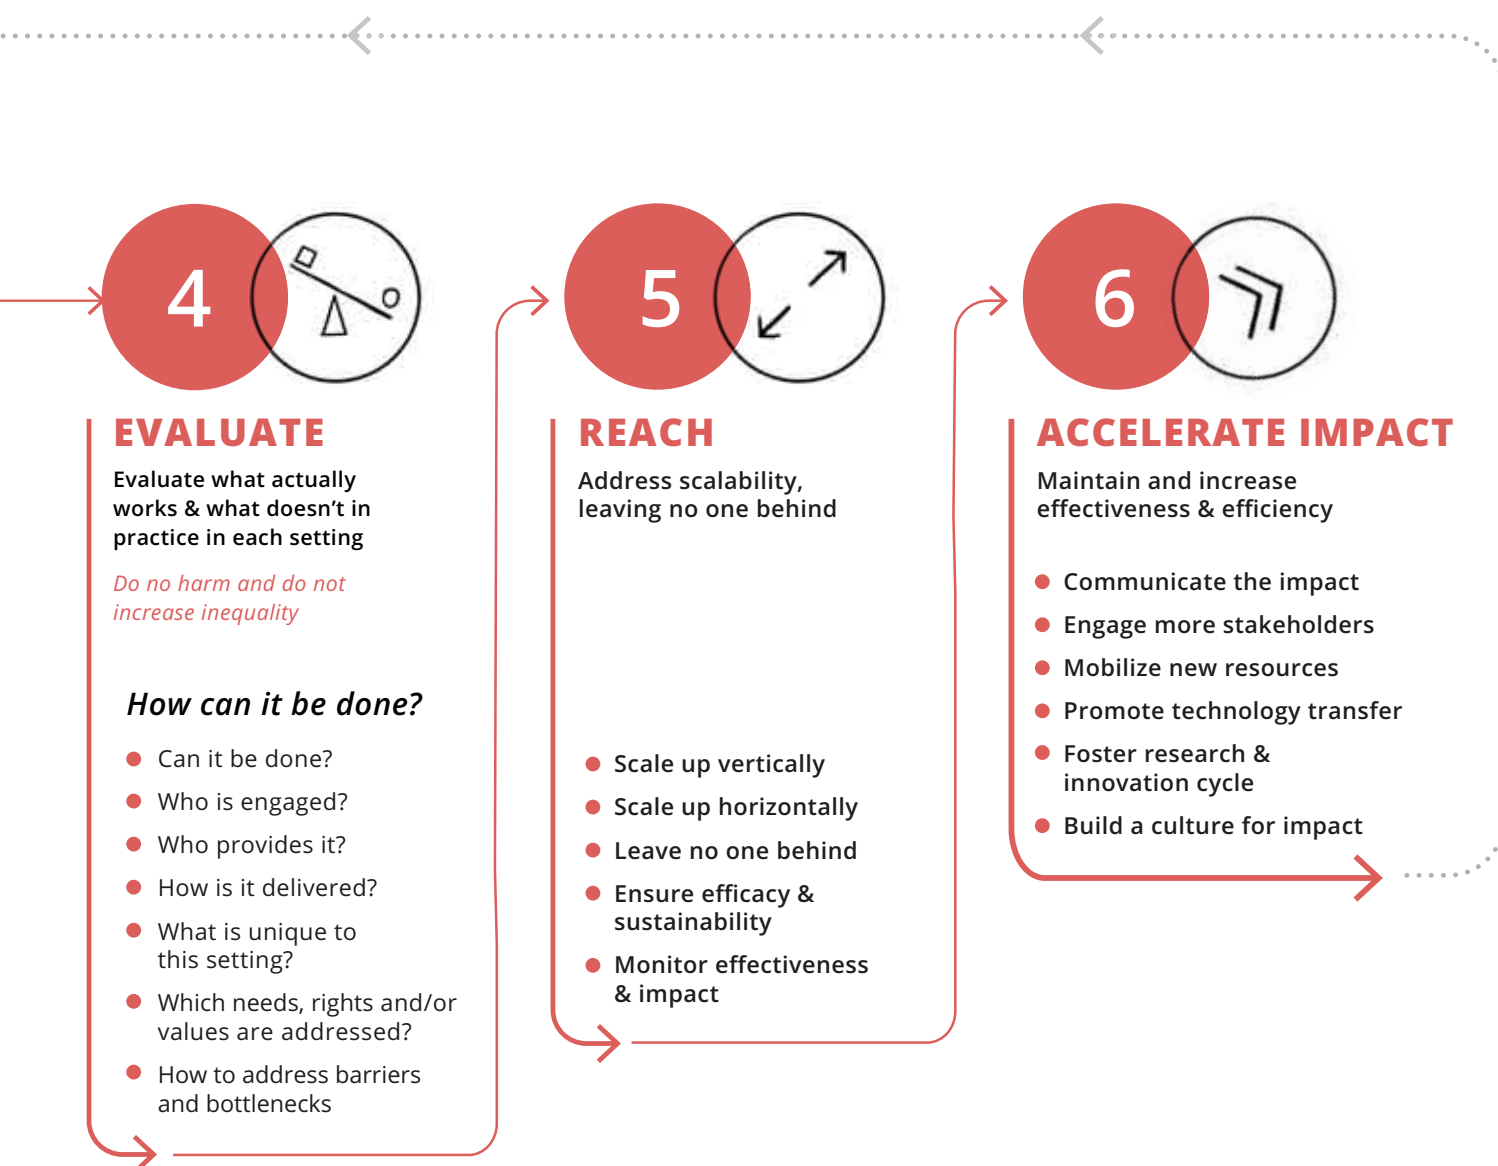 4
EVALUATE
Evaluate what actually
works & what doesn’t in
practice in each setting
Do no harm and do not
increase inequality
How can it be done?
Can it be done?
Who is engaged?
Who provides it?
How is it delivered?
What is unique to
this setting?
Which needs, rights and/or
values are addressed?
How to address barriers
and bottlenecks
5
REACH
Address scalability,
leaving no one behind
Scale up vertically
Scale up horizontally
Leave no one behind
Ensure efficacy &
sustainability
Monitor effectiveness
& impact
6
ACCELERATE IMPACT
Maintain and increase
effectiveness & efficiency
Communicate the impact
Engage more stakeholders
Mobilize new resources
Promote technology transfer
Foster research &
innovation cycle
Build a culture for impact